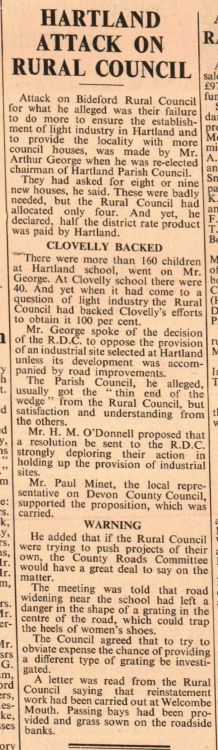 HARTLAND
ATTACK ON
RURAL COUNCIL
Attack on Bideford Rural Council
for what he alleged was their failure
to do more to ensure the establish-
ment of light industry in Hartland and
to provide the locality with more
council houses, was made by Mr.
Arthur George when he was re-elected
chairman of Hartland Parish Council.
They had asked for eight or nine
new houses, he said. These were badly
needed, but the Rural Council had
allocated only four. And yet, he
declared, half the district rate product
was paid by Hartland.
CLOVELLY BACKED
There were more than 160 children
at Hartland school, went on Mr.
George. At Clovelly school there were
40. And yet when it had come to a
question of light industry the Rural
Council had backed Clovelly's efforts
to obtain it 100 per cent.
Mr. George spoke of the decision
of the R.D.C. to oppose the provision
of an industrial site selected at Hartland
unless its development was accom-
panied by road improvements.
The Parish Council, he alleged,
usually got the "thin end of the
wedge" from the Rural Council, but
satisfaction and understanding from
the others.
Mr. H. M. O'Donnell proposed that
a resolution be sent to the R.D.C.
strongly deploring their action in
holding up the provision of industrial
sites.
Mr. Paul Minet, the local repre-
sentative on Devon County Council,
supported the proposition, which was
carried.
WARNING
He added that if the Rural Council
were trying to push projects of their
own, the County Roads Committee
would have a great deal to say on the
matter.
The meeting was told that road
widening near the school had left a
danger in the shape of a grating in the
centre of the road, which could trap
the heels of women's shoes.
The Council agreed that to try to
obviate expense the chance of providing
a different type of grating be investi-
gated.
A letter was read from the Rural
Council saying that reinstatement
work had been carried out at Welcombe
Mouth. Passing bays had been pro-
vided and grass sown on the roadside
banks.